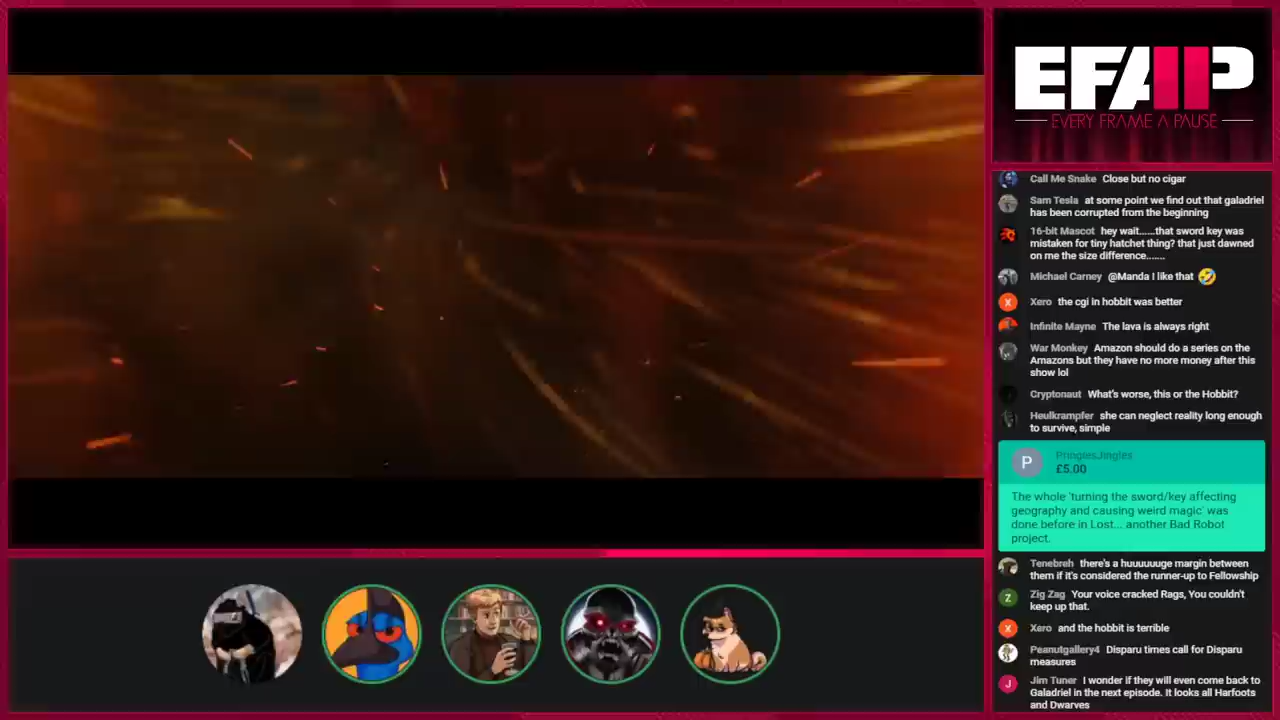 EFAP
EVERY FRAME A PAUSE
Call Me Snake Close but no cigar
Sam Tesla at some point we find out that galadriel
has been corrupted from the beginning
16-bit Mascot hey wait......that sword key was
mistaken for tiny hatchet thing? that just dawned
on me the size difference.......
Michael Carney @Manda I like that 🤣
X
Xero the cgi in hobbit was better
Infinite Mayne The lava is always right
War Monkey Amazon should do a series on the
Amazons but they have no more money after this
show lol
Cryptonaut What's worse, this or the Hobbit?
Heulkrampfer she can neglect reality long enough
to survive, simple
P
PringlesJingles
£5.00
The whole 'turning the sword/key affecting
geography and causing weird magic' was
done before in Lost... another Bad Robot
project.
Tenebreh there's a huuuuuuge margin between
them if it's considered the runner-up to Fellowship
Z
Zig Zag Your voice cracked Rags, You couldn't
keep up that.
X
Xero and the hobbit is terrible
Peanutgallery4 Disparu times call for Disparu
measures
J
Jim Tuner I wonder if they will even come back to
Galadriel in the next episode. It looks all Harfoots
and Dwarves